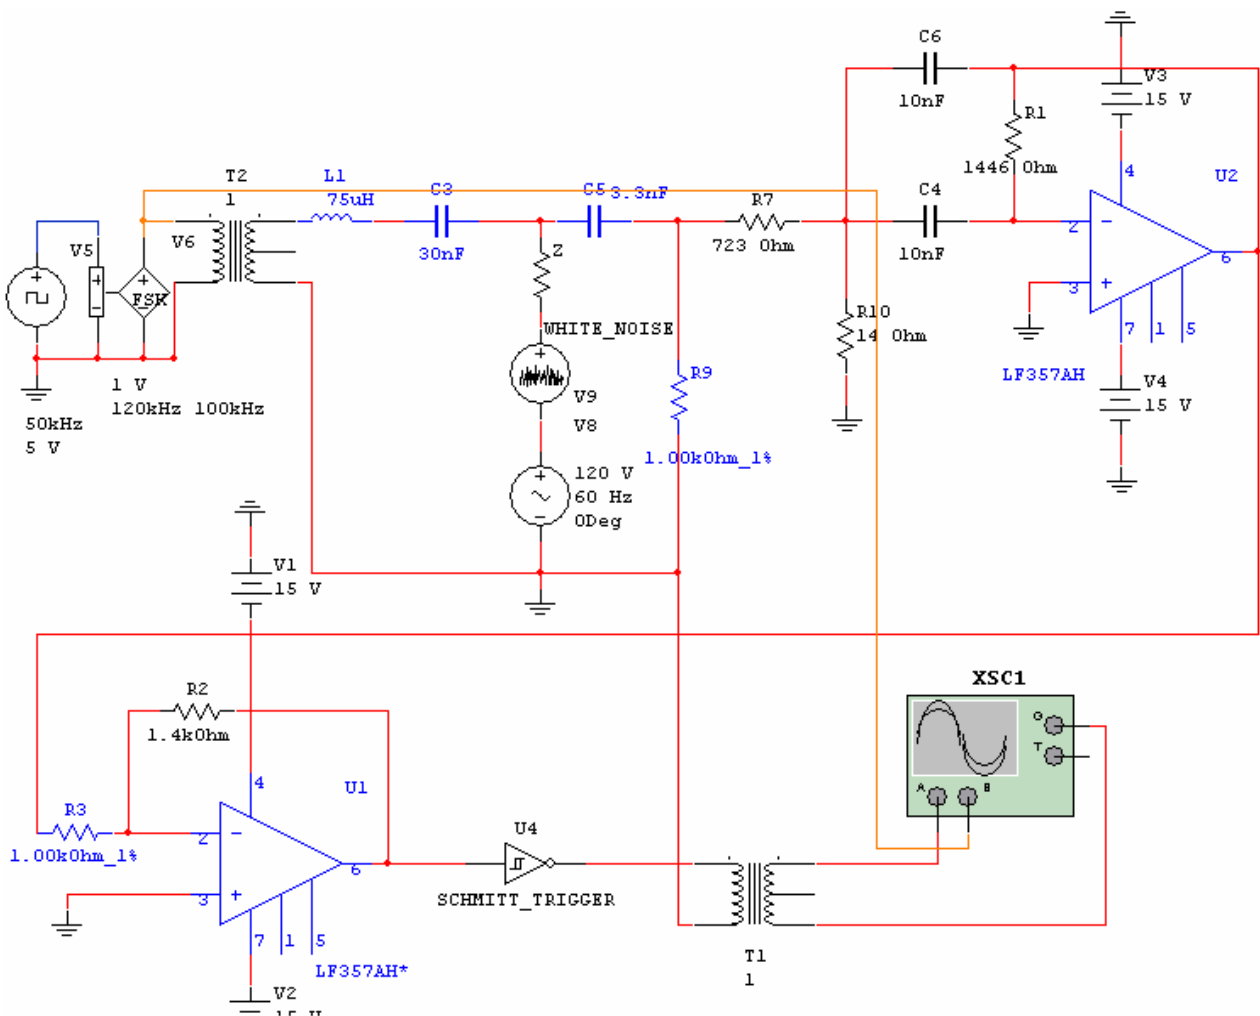 C6
10nF
V3
15 V
R1
1446 Ohm
4
U2
T2
1
L1
75uH
C3
30nF
C5
3.3nF
R7
723 Ohm
C4
10nF
2
6
3
7
1
5
LF357AH
V5
V6
FSK
Z
WHITE_NOISE
V9
V8
R10
14 Ohm
R9
1.00kOhm_1%
V4
15 V
1 V
120kHz 100kHz
50kHz
5 V
120 V
60 Hz
0Deg
V1
15 V
R2
1.4kOhm
XSC1
G
T
A
B
4
U1
R3
1.00kOhm_1%
2
6
3
7
1
5
LF357AH*
U4
SCHMITT_TRIGGER
T1
1
V2
15 V